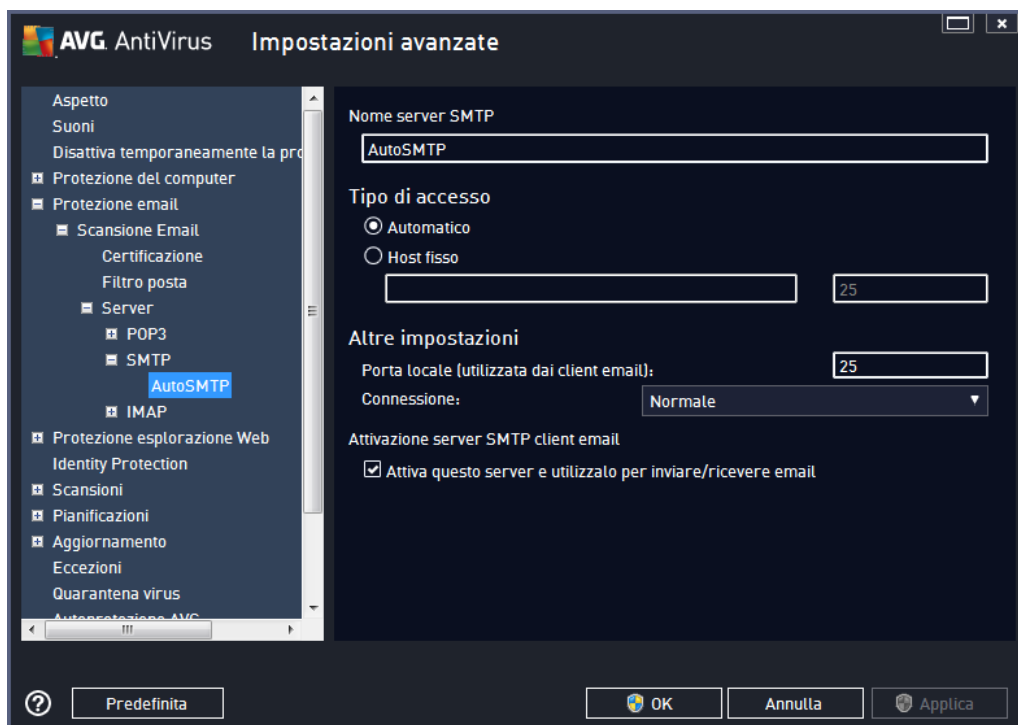 AVG. AntiVirus Impostazioni avanzate
Aspetto
Suoni
Disattiva temporaneamente la pro
Protezione del computer
Protezione email
Scansione Email
Certificazione
Filtro posta
Server
POP3
SMTP
AutoSMTP
IMAP
Protezione esplorazione Web
Identity Protection
Scansioni
Pianificazioni
Aggiornamento
Eccezioni
Quarantena virus
Autoprotezione AVG
Nome server SMTP
AutoSMTP
Tipo di accesso
Automatico
Host fisso
25
Altre impostazioni
Porta locale (utilizzata dai client email): 25
Connessione: Normale
Attivazione server SMTP client email
Attiva questo server e utilizzalo per inviare/ricevere email
Predefinita
OK
Annulla
Applica